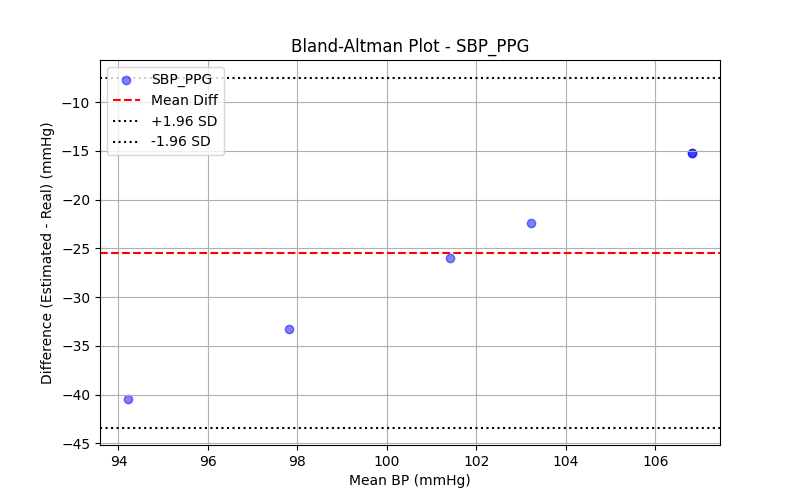 Bland-Altman Plot - SBP_PPG
SBP_PPG
Mean Diff
+1.96 SD
-1.96 SD
Difference (Estimated - Real) (mmHg)
−10
−15
−20
−25
−30
−35
−40
−45
94 96 98 100 102 104 106
Mean BP (mmHg)